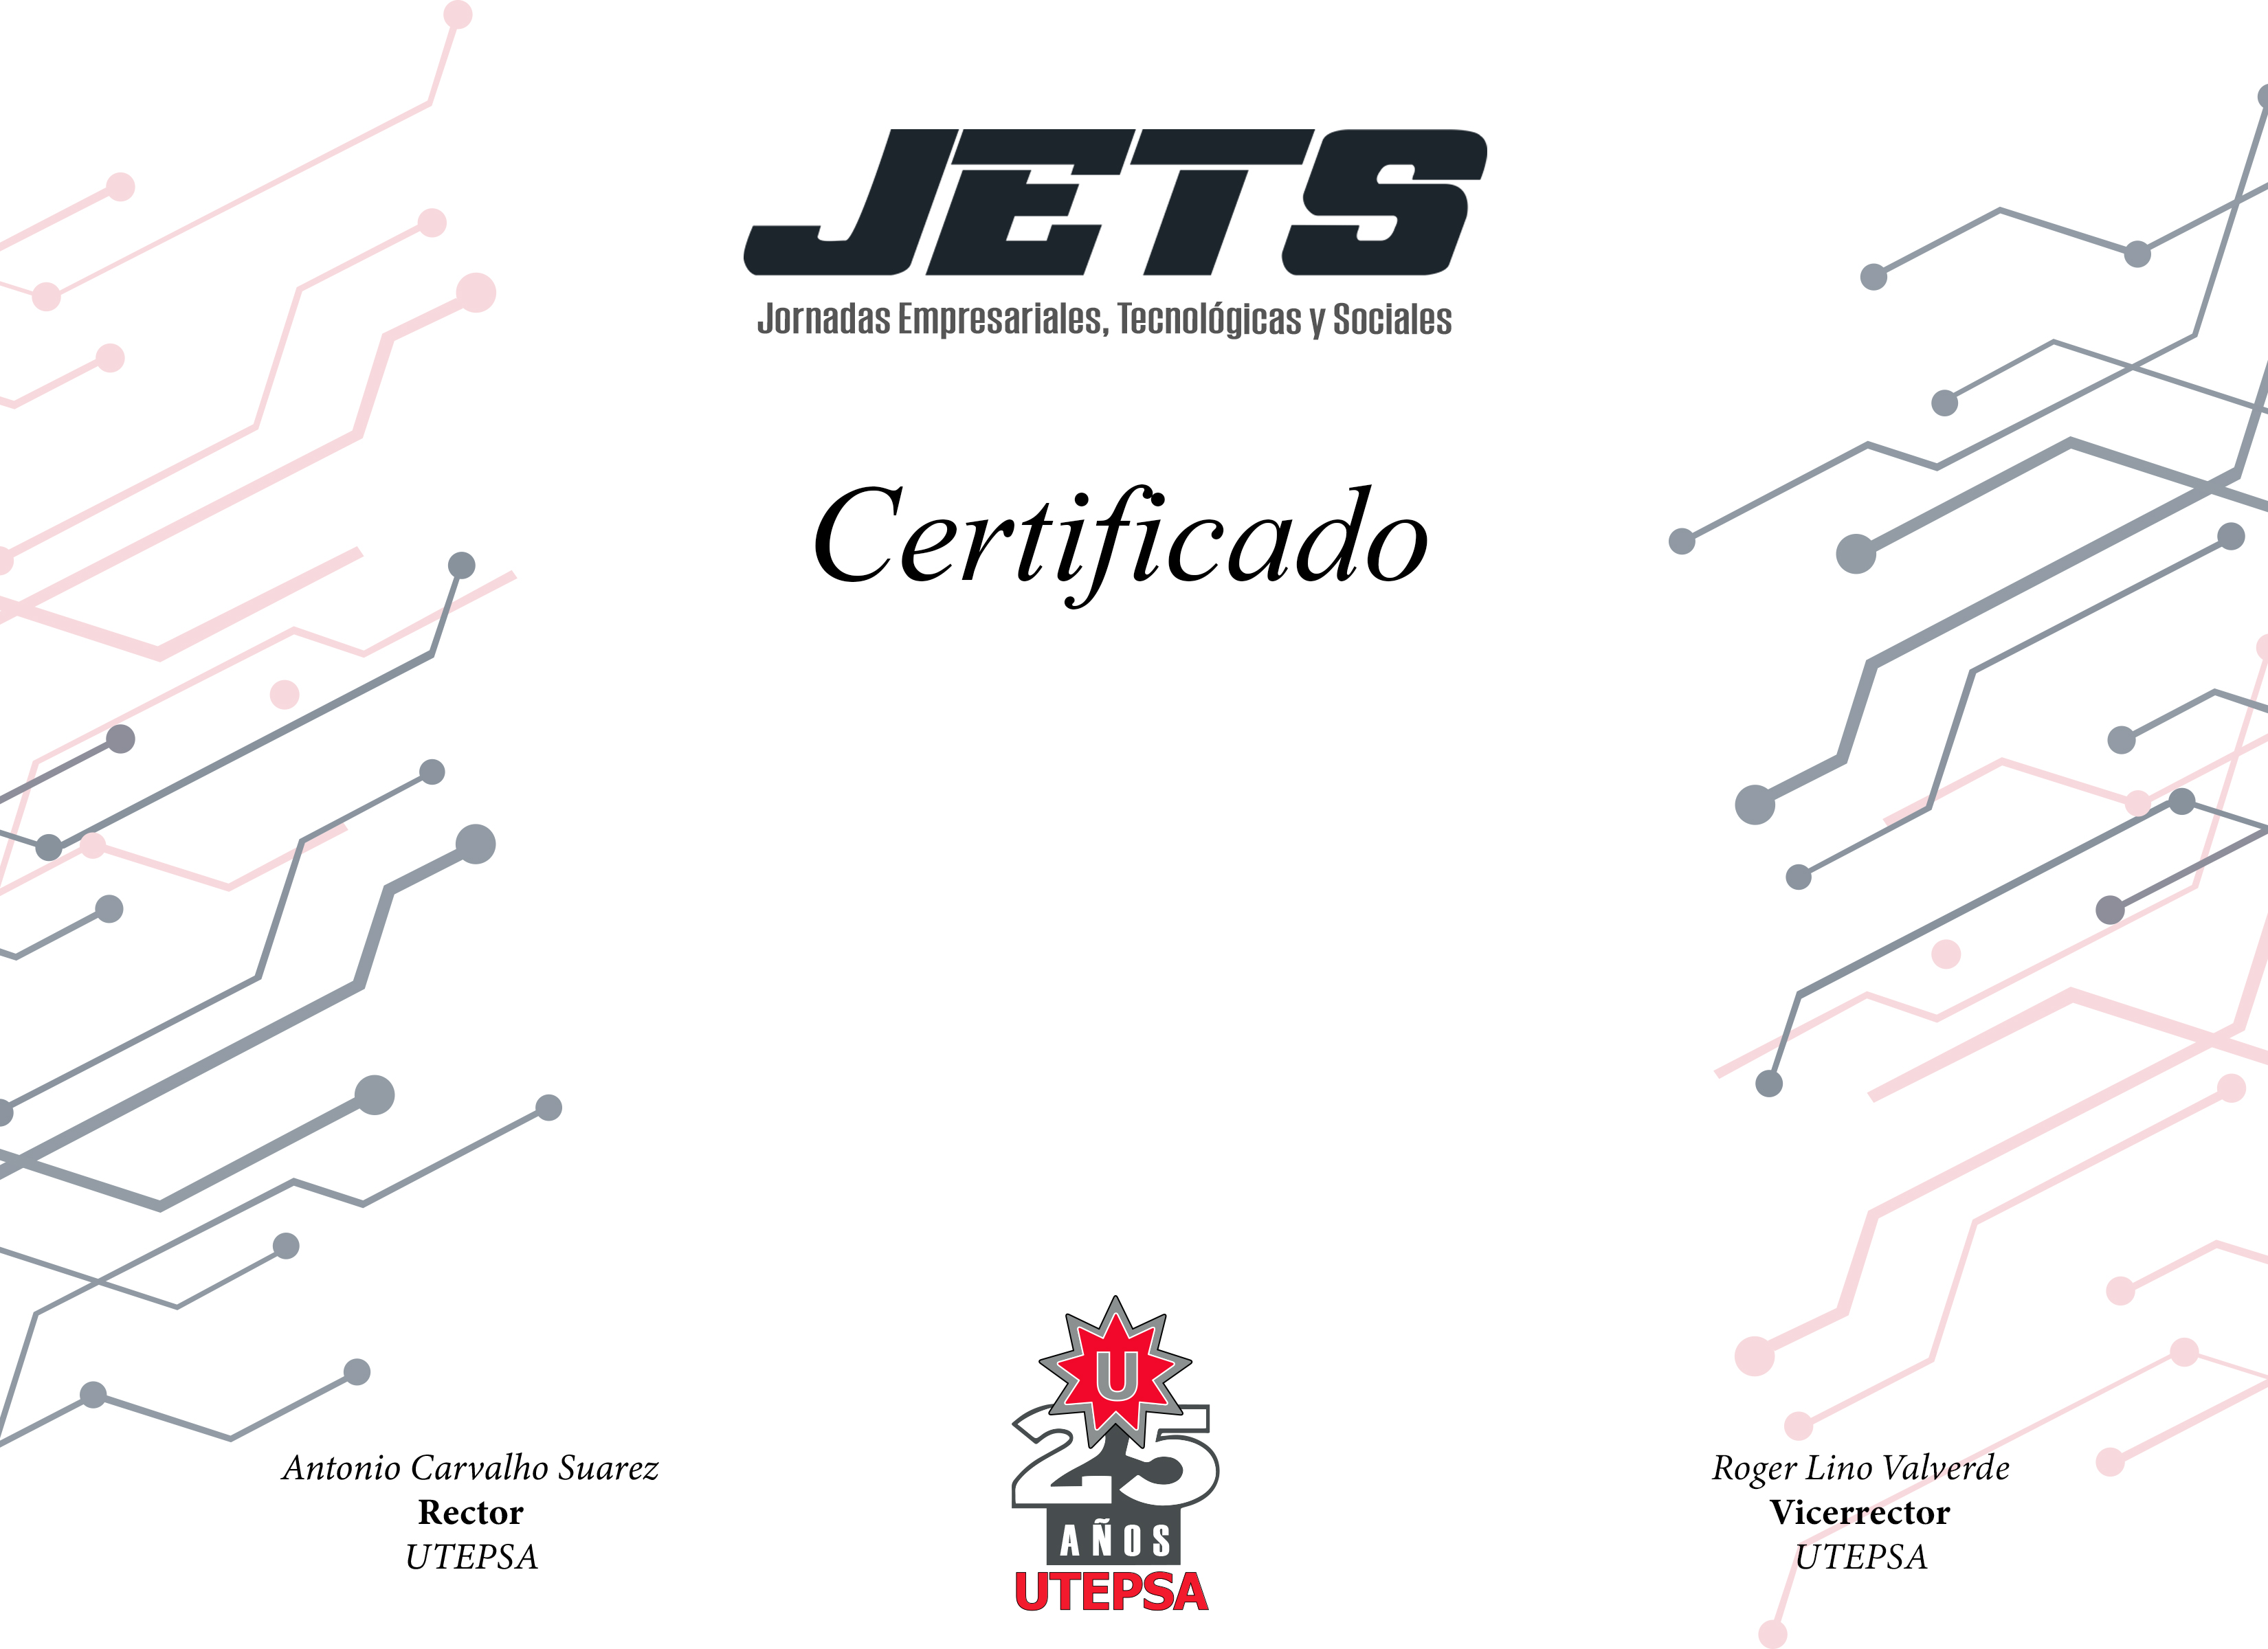 JETS
Jornadas Empresariales, Tecnológicas y Sociales
Certificado
U
25
AÑOS
UTEPSA
Antonio Carvalho Suarez
Rector
UTEPSA
Roger Lino Valverde
Vicerrector
UTEPSA